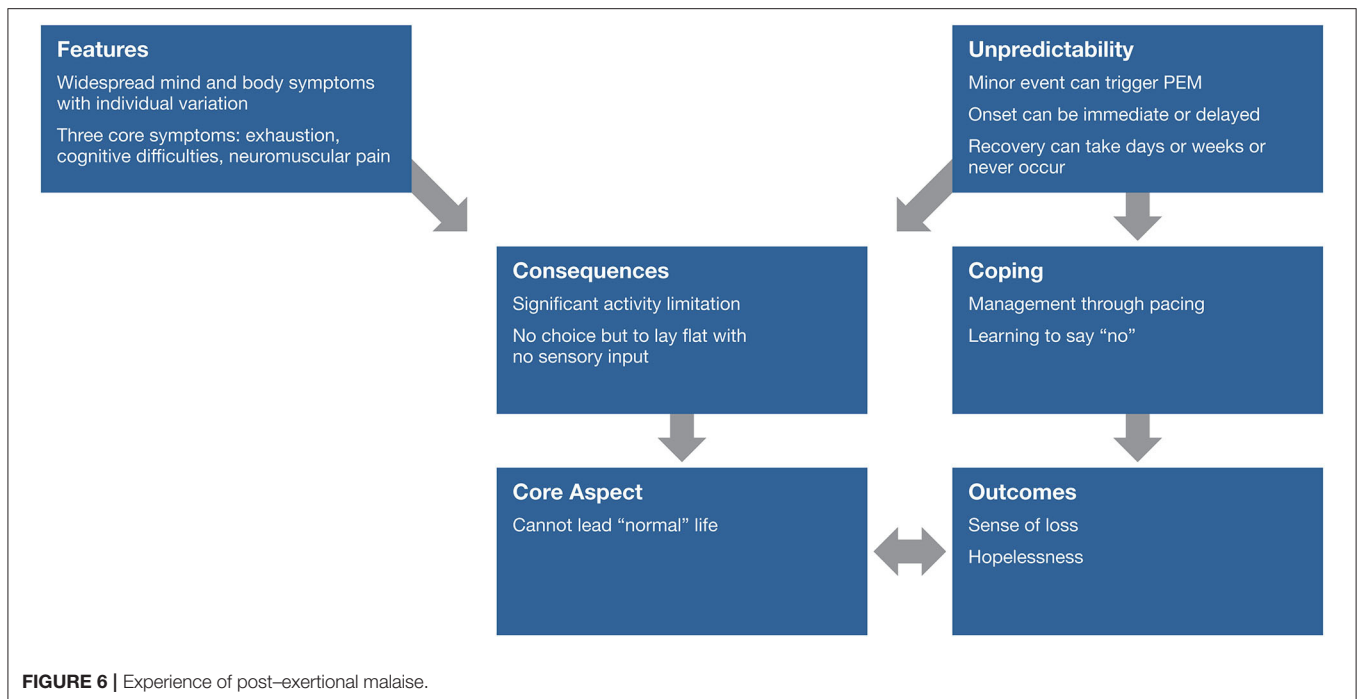 Features
Widespread mind and body symptoms
with individual variation
Three core symptoms: exhaustion,
cognitive difficulties, neuromuscular pain
Unpredictability
Minor event can trigger PEM
Onset can be immediate or delayed
Recovery can take days or weeks or
never occur
Consequences
Significant activity limitation
No choice but to lay flat with
no sensory input
Coping
Management through pacing
Learning to say “no”
Core Aspect
Cannot lead “normal” life
Outcomes
Sense of loss
Hopelessness
FIGURE 6 | Experience of post–exertional malaise.